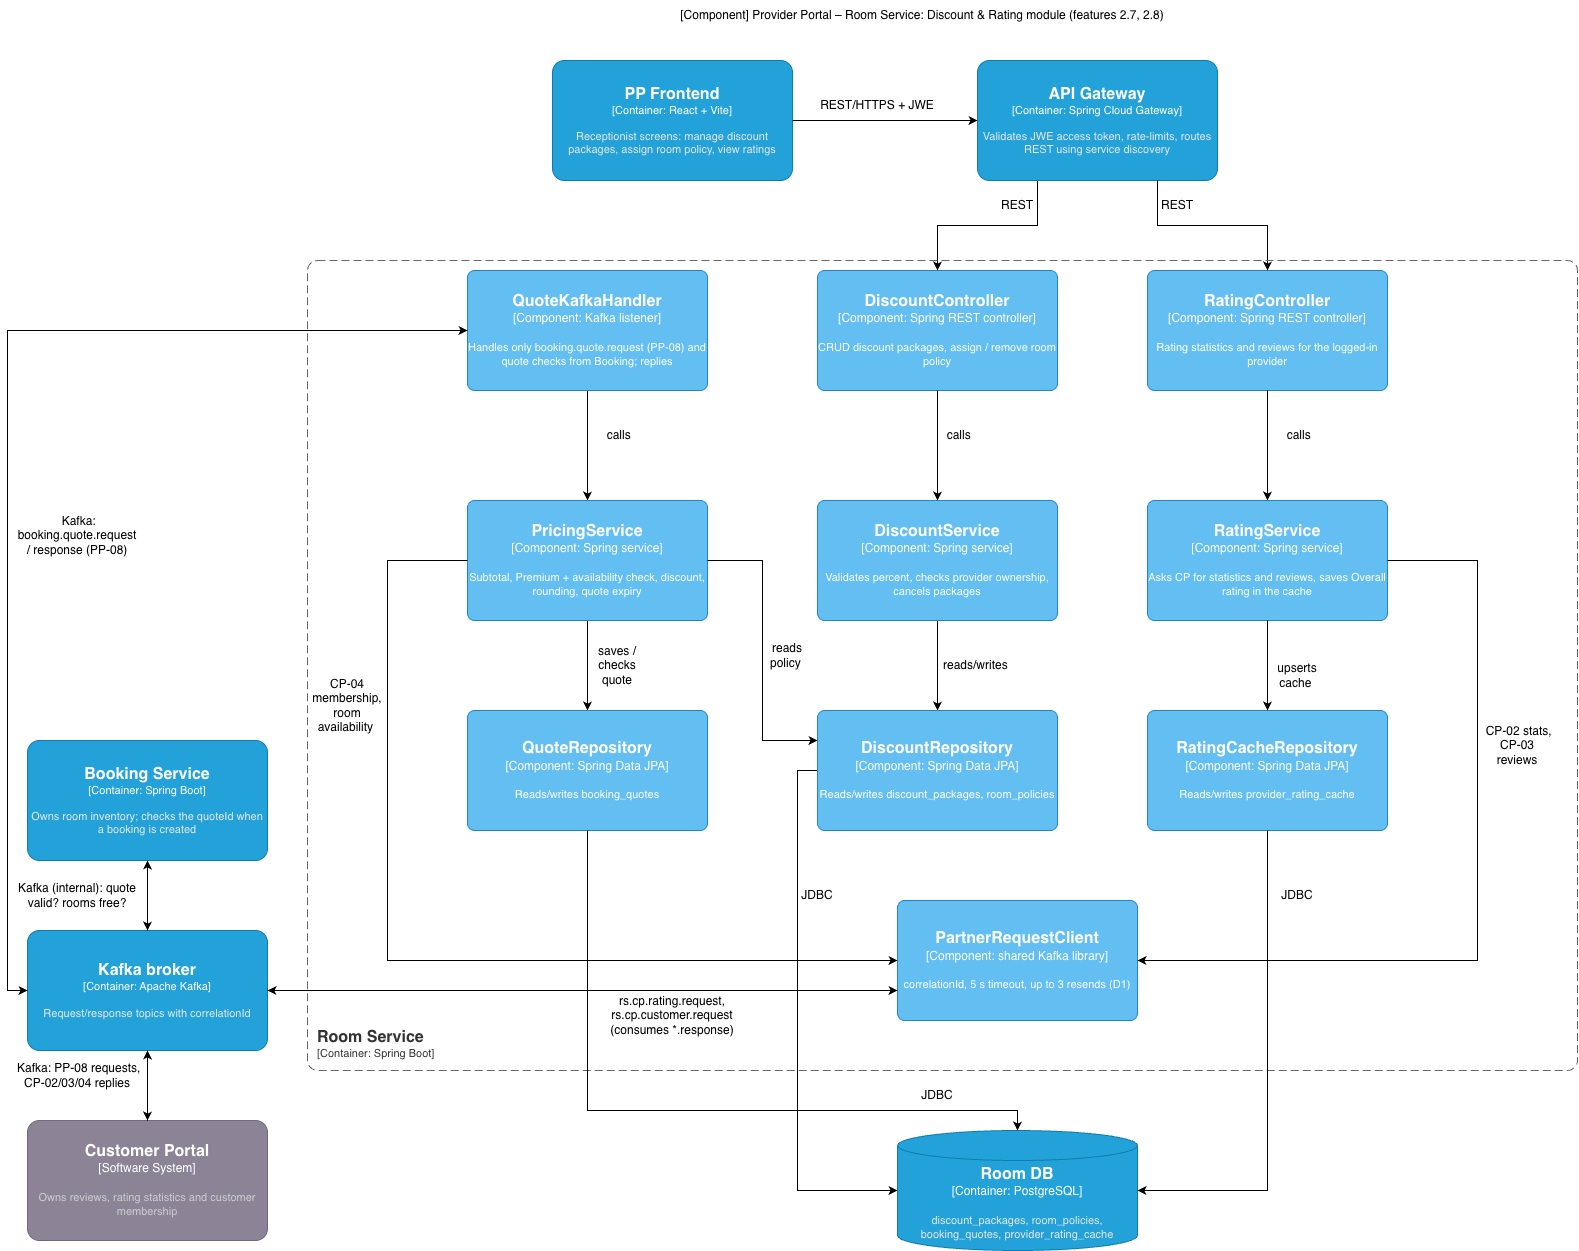 [Component] Provider Portal – Room Service: Discount & Rating module (features 2.7, 2.8)
PP Frontend
[Container: React + Vite]
Receptionist screens: manage discount
packages, assign room policy, view ratings
REST/HTTPS + JWE
API Gateway
[Container: Spring Cloud Gateway]
Validates JWE access token, rate-limits, routes
REST using service discovery
REST
REST
QuoteKafkaHandler
[Component: Kafka listener]
Handles only booking.quote.request (PP-08) and
quote checks from Booking; replies
DiscountController
[Component: Spring REST controller]
CRUD discount packages, assign / remove room
policy
RatingController
[Component: Spring REST controller]
Rating statistics and reviews for the logged-in
provider
calls
calls
calls
Kafka:
booking.quote.request
/ response (PP-08)
PricingService
[Component: Spring service]
Subtotal, Premium + availability check, discount,
rounding, quote expiry
DiscountService
[Component: Spring service]
Validates percent, checks provider ownership,
cancels packages
RatingService
[Component: Spring service]
Asks CP for statistics and reviews, saves Overall
rating in the cache
CP-04
membership,
room
availability
saves /
checks
quote
reads
policy
reads/writes
upserts
cache
CP-02 stats,
CP-03
reviews
QuoteRepository
[Component: Spring Data JPA]
Reads/writes booking_quotes
DiscountRepository
[Component: Spring Data JPA]
Reads/writes discount_packages, room_policies
RatingCacheRepository
[Component: Spring Data JPA]
Reads/writes provider_rating_cache
Booking Service
[Container: Spring Boot]
Owns room inventory; checks the quoteId when
a booking is created
Kafka (internal): quote
valid? rooms free?
JDBC
JDBC
PartnerRequestClient
[Component: shared Kafka library]
correlationId, 5 s timeout, up to 3 resends (D1)
Kafka broker
[Container: Apache Kafka]
Request/response topics with correlationId
rs.cp.rating.request,
rs.cp.customer.request
(consumes *.response)
Room Service
[Container: Spring Boot]
Kafka: PP-08 requests,
CP-02/03/04 replies
JDBC
Customer Portal
[Software System]
Owns reviews, rating statistics and customer
membership
Room DB
[Container: PostgreSQL]
discount_packages, room_policies,
booking_quotes, provider_rating_cache